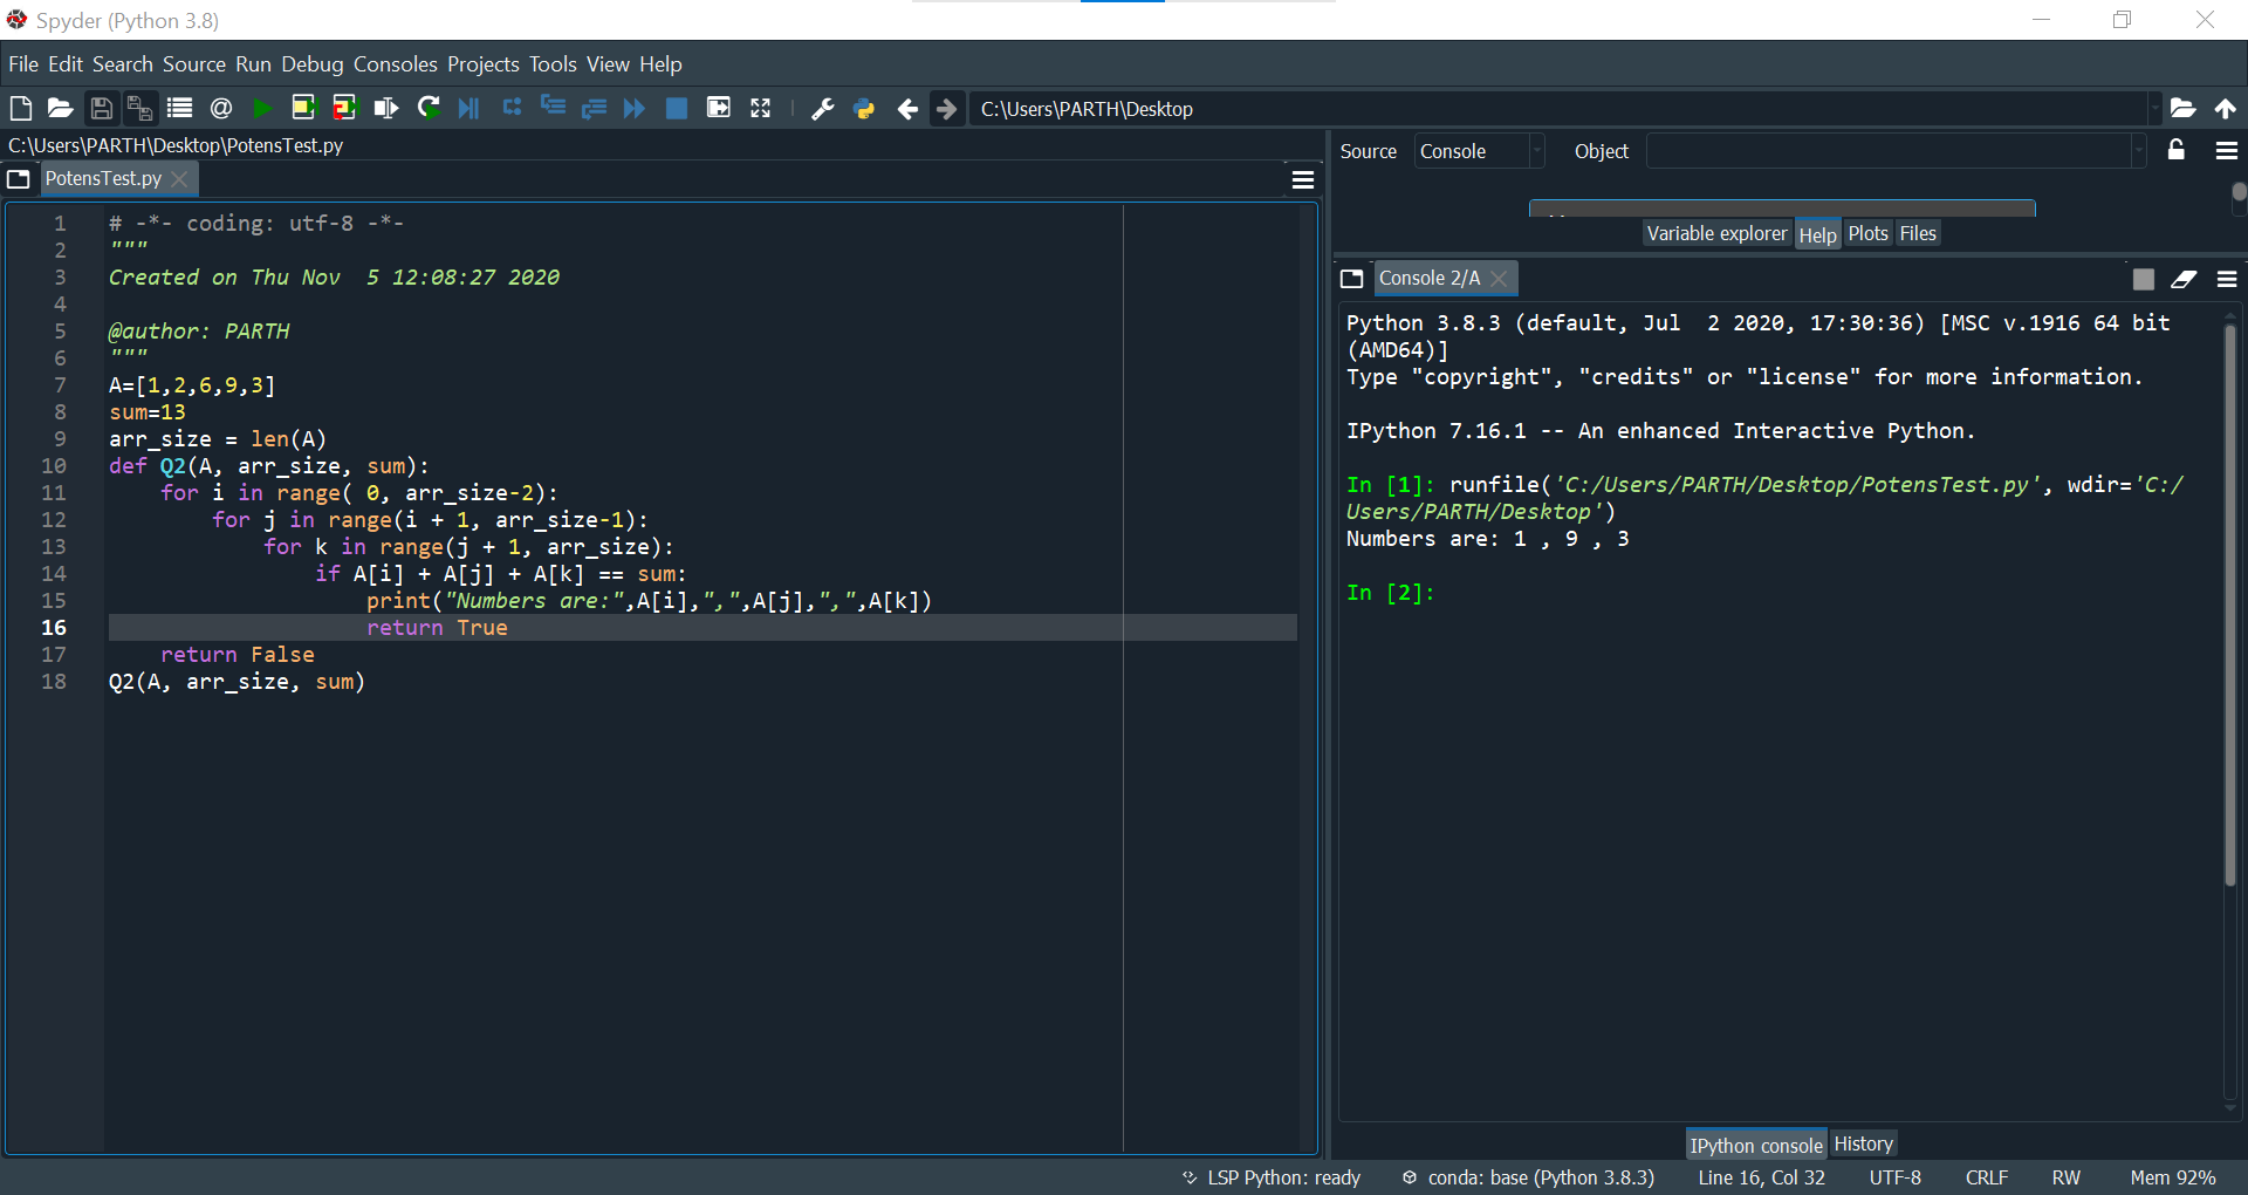 Spyder (Python 3.8)
File Edit Search Source Run Debug Consoles Projects Tools View Help
C:\Users\PARTH\Desktop
C:\Users\PARTH\Desktop\PotensTest.py
PotensTest.py
1 # -*- coding: utf-8 -*-
2 """
3 Created on Thu Nov  5 12:08:27 2020
4
5 @author: PARTH
6 """
7 A=[1,2,6,9,3]
8 sum=13
9 arr_size = len(A)
10 def Q2(A, arr_size, sum):
11     for i in range( 0, arr_size-2):
12         for j in range(i + 1, arr_size-1):
13             for k in range(j + 1, arr_size):
14                 if A[i] + A[j] + A[k] == sum:
15                     print("Numbers are:",A[i],",",A[j],",",A[k])
16                     return True
17     return False
18 Q2(A, arr_size, sum)
Source Console Object
Variable explorer Help Plots Files
Console 2/A
Python 3.8.3 (default, Jul  2 2020, 17:30:36) [MSC v.1916 64 bit
(AMD64)]
Type "copyright", "credits" or "license" for more information.
IPython 7.16.1 -- An enhanced Interactive Python.
In [1]: runfile('C:/Users/PARTH/Desktop/PotensTest.py', wdir='C:/
Users/PARTH/Desktop')
Numbers are: 1 , 9 , 3
In [2]:
IPython console History
LSP Python: ready conda: base (Python 3.8.3) Line 16, Col 32 UTF-8 CRLF RW Mem 92%